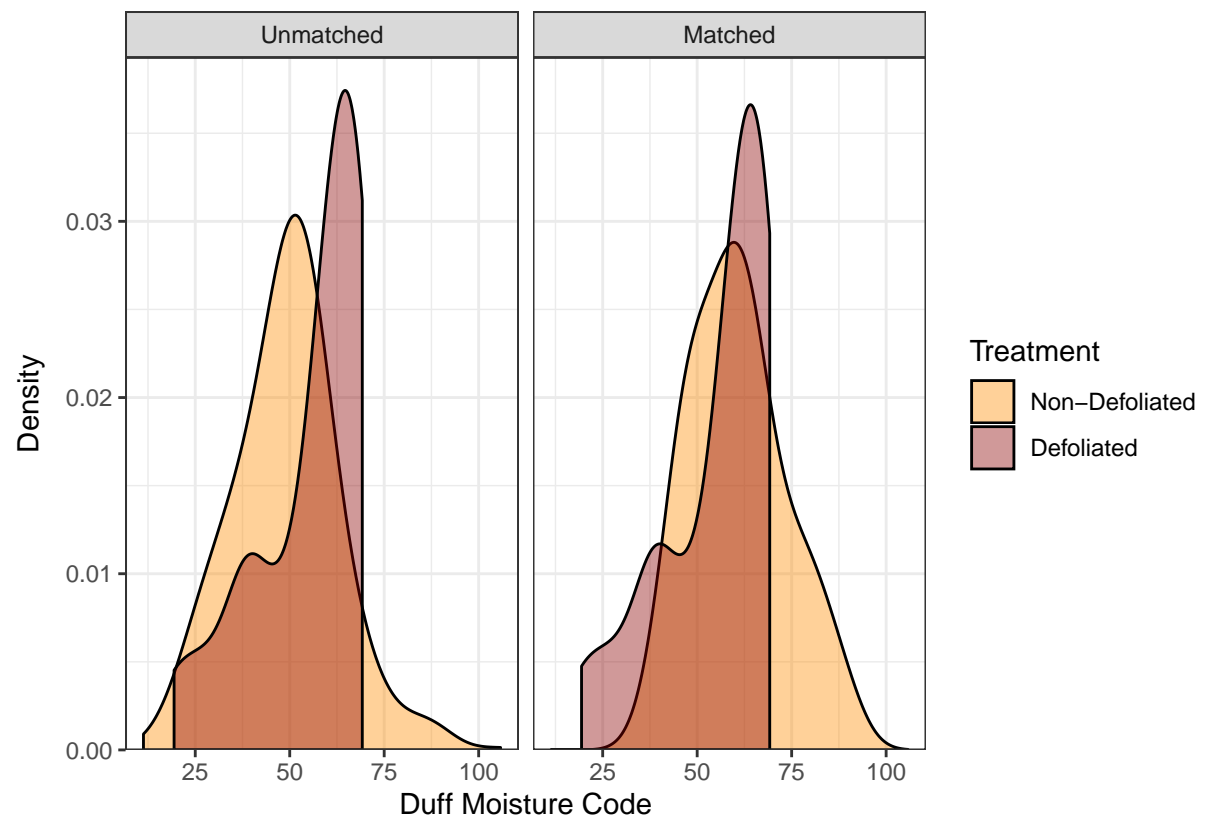 Unmatched
Matched
Density
0.03
0.02
0.01
0.00
25 50 75 100
25 50 75 100
Duff Moisture Code
Treatment
Non−Defoliated
Defoliated